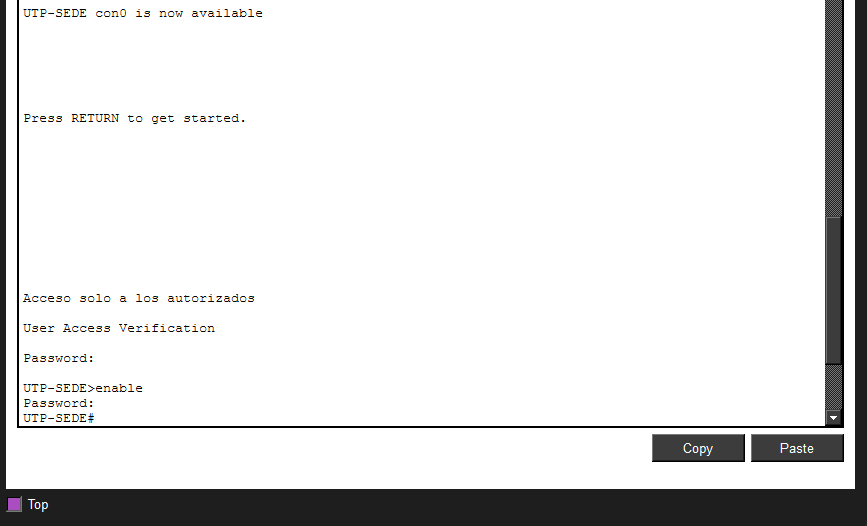 UTP-SEDE con0 is now available
Press RETURN to get started.
Acceso solo a los autorizados
User Access Verification
Password:
UTP-SEDE>enable
Password:
UTP-SEDE#
Copy
Paste
Top